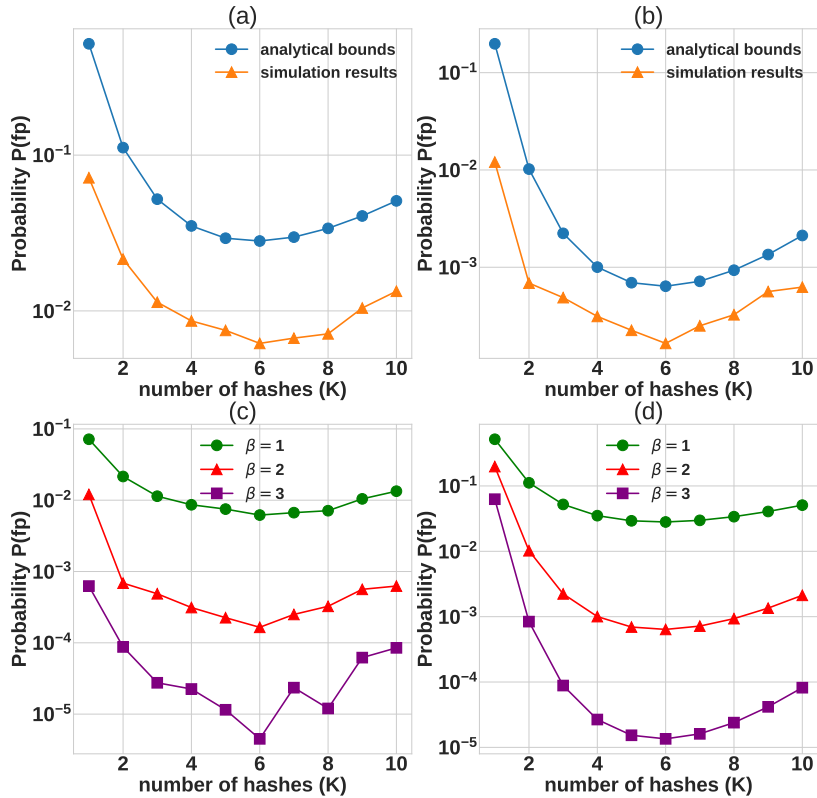 (a)
analytical bounds
simulation results
Probability P(fp)
10⁻¹
10⁻²
2 4 6 8 10
number of hashes (K)
(b)
analytical bounds
simulation results
Probability P(fp)
10⁻¹
10⁻²
10⁻³
2 4 6 8 10
number of hashes (K)
(c)
β = 1
β = 2
β = 3
Probability P(fp)
10⁻¹
10⁻²
10⁻³
10⁻⁴
10⁻⁵
2 4 6 8 10
number of hashes (K)
(d)
β = 1
β = 2
β = 3
Probability P(fp)
10⁻¹
10⁻²
10⁻³
10⁻⁴
10⁻⁵
2 4 6 8 10
number of hashes (K)